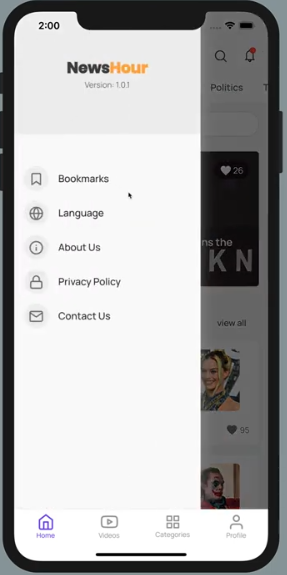 2:00
NewsHour
Version: 1.0.1
Politics
26
Bookmarks
Language
ns the
About Us
K N
Privacy Policy
Contact Us
view all
95
Home
Videos
Categories
Profile